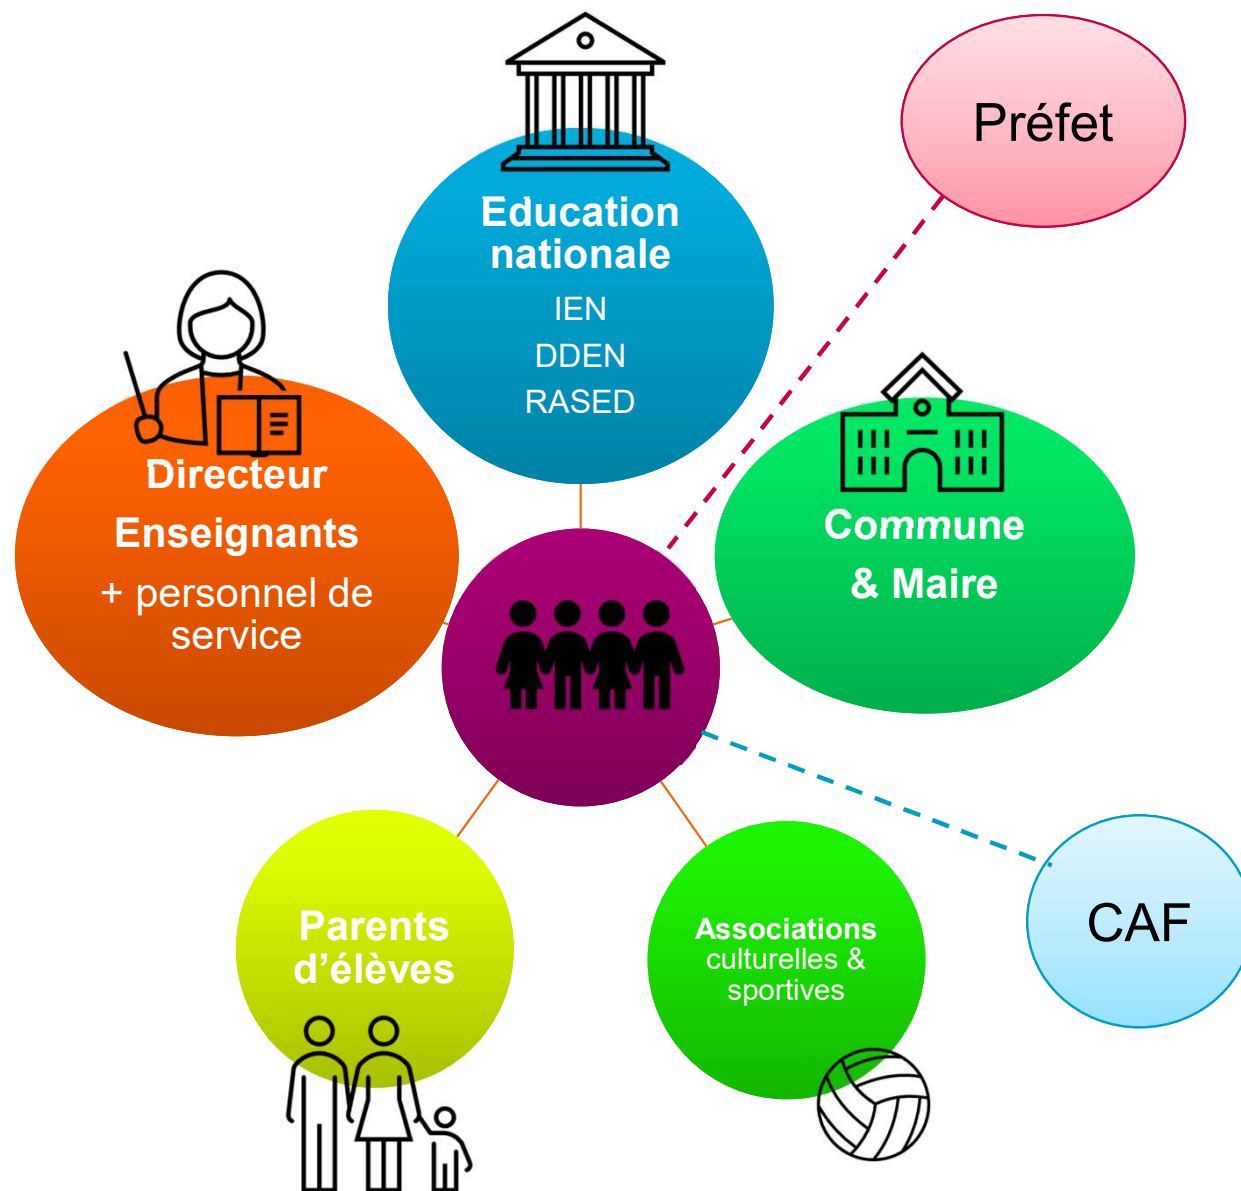 Préfet
Education
nationale
IEN
DDEN
RASED
Directeur
Enseignants
+ personnel de
service
Commune
& Maire
Parents
d’élèves
Associations
culturelles &
sportives
CAF